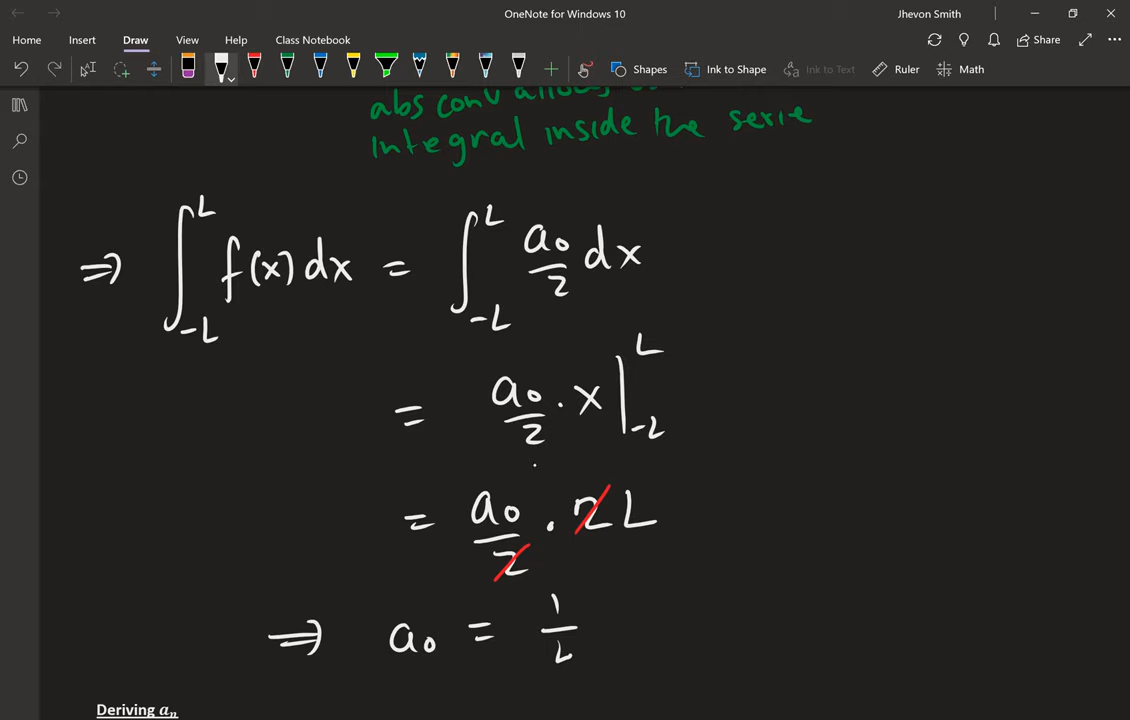 OneNote for Windows 10
Jhevon Smith
Home Insert Draw View Help Class Notebook
Share
Shapes Ink to Shape Ink to Text Ruler Math
abs conv allows
integral inside the serie
⇒ ∫_{-L}^{L} f(x) dx = ∫_{-L}^{L} a₀/2 dx
= a₀/2 · x |_{-L}^{L}
= a₀/2 · 2L
⇒ a₀ = 1/L
Deriving aₙ